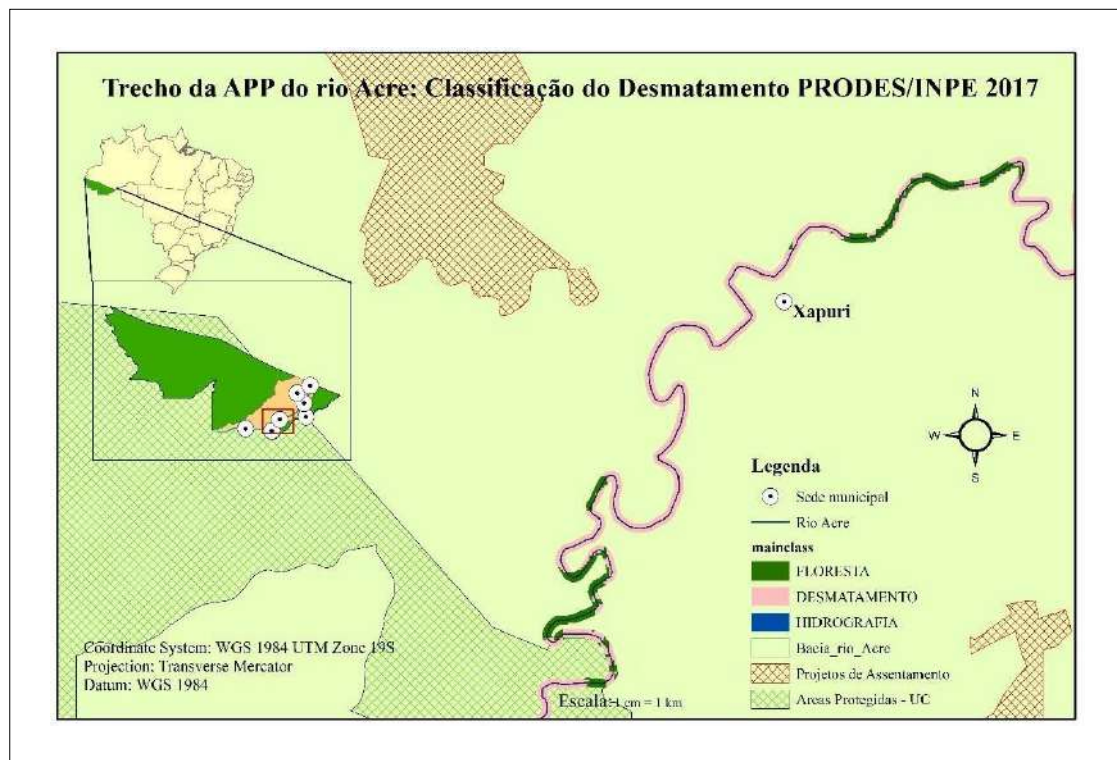 Trecho da APP do rio Acre: Classificação do Desmatamento PRODES/INPE 2017
Xapuri
N
W E
S
Legenda
Sede municipal
Rio Acre
mainclass
FLORESTA
DESMATAMENTO
HIDROGRAFIA
Bacia_rio_Acre
Projetos de Assentamento
Areas Protegidas - UC
Coordinate System: WGS 1984 UTM Zone 19S
Projection: Transverse Mercator
Datum: WGS 1984
Escala: 1 cm = 1 km